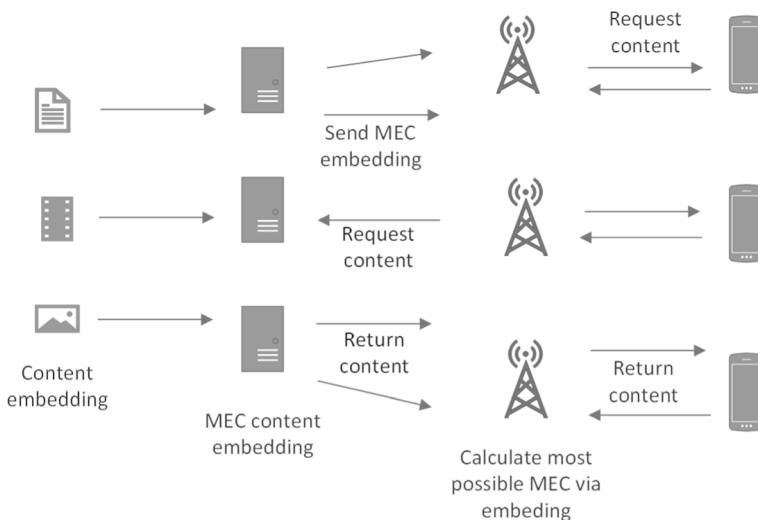 Request
content
Send MEC
embedding
Request
content
Return
content
Return
content
Content
embedding
MEC content
embedding
Calculate most
possible MEC via
embeding